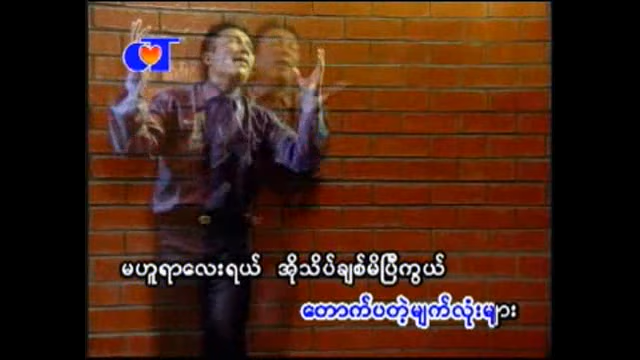 CT
မဟူရာလေးရယ် အိုသိပ်ချစ်မိပြီကွယ်
တောက်ပတဲ့မျက်လုံးများ